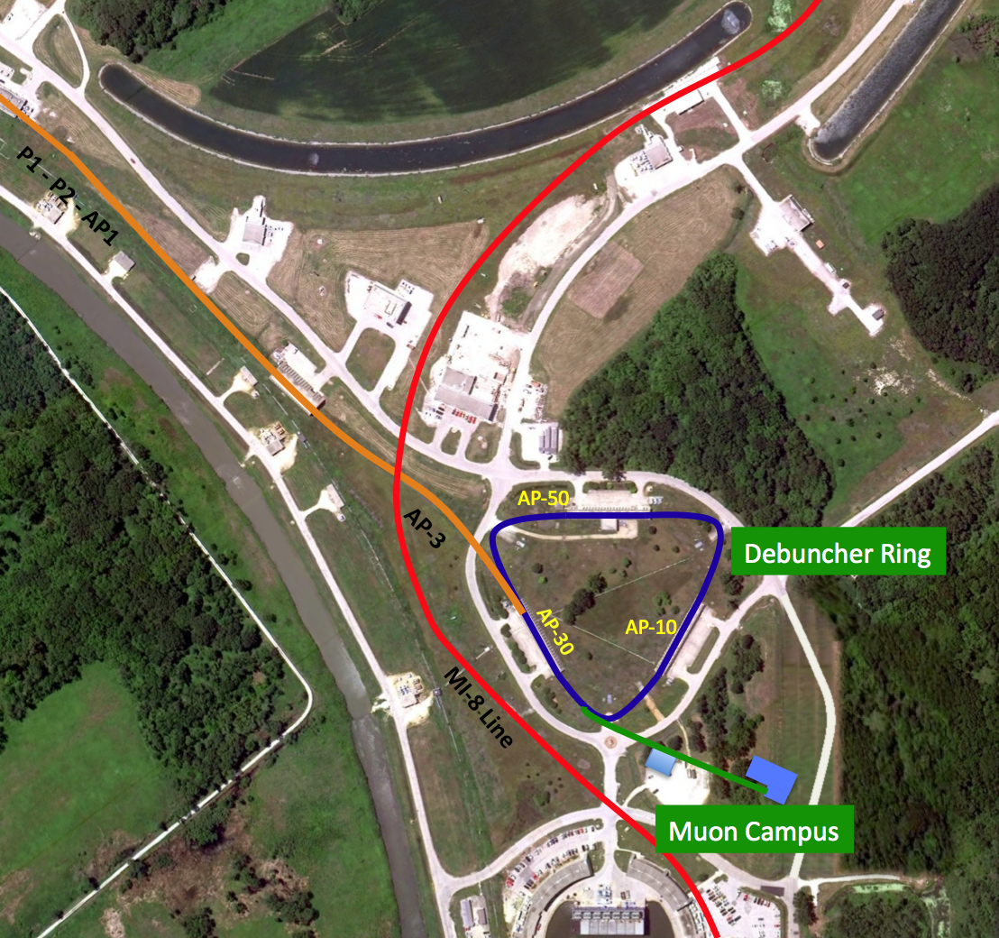 P1 - P2 - AP1
AP-50
AP-3
Debuncher Ring
AP-30
AP-10
MI-8 Line
Muon Campus